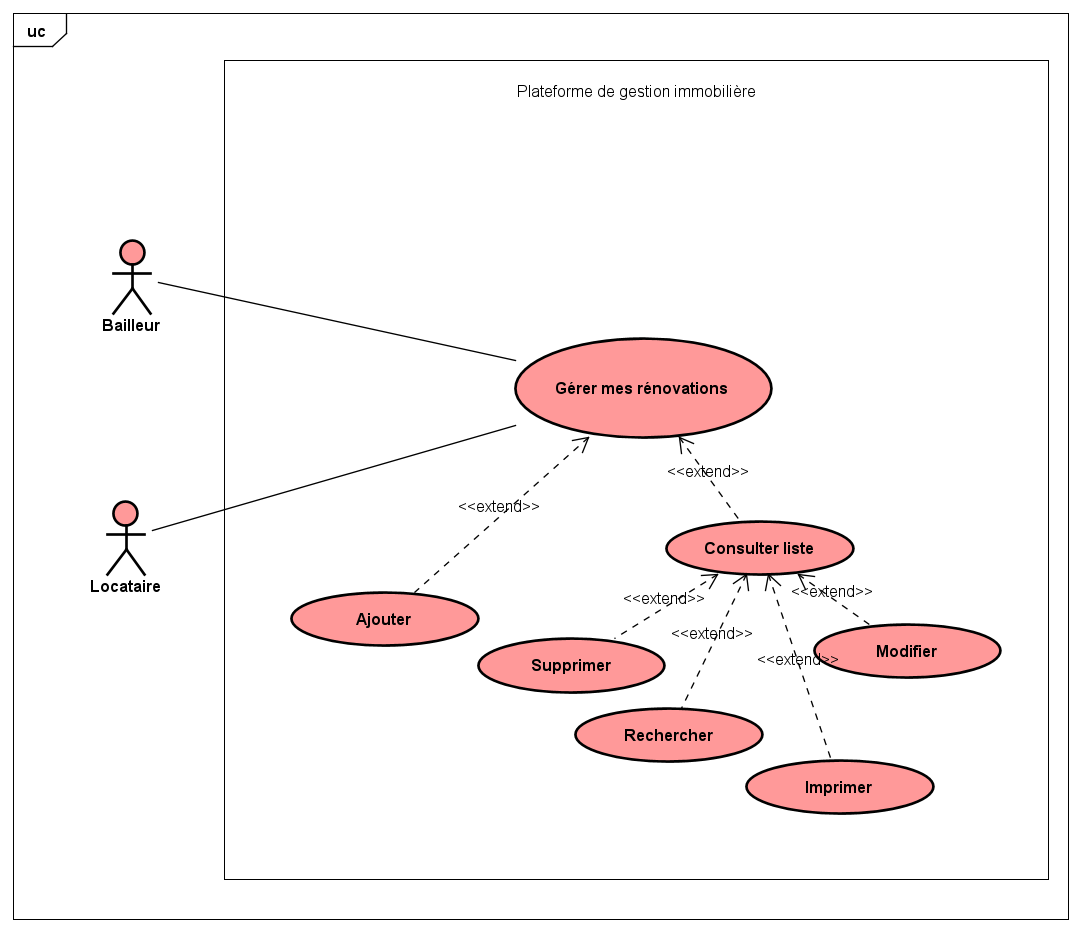 uc
Plateforme de gestion immobilière
Bailleur
Gérer mes rénovations
<<extend>>
<<extend>>
Locataire
Consulter liste
<<extend>>
<<extend>>
Ajouter
<<extend>>
Modifier
<<extend>>
Supprimer
Rechercher
Imprimer